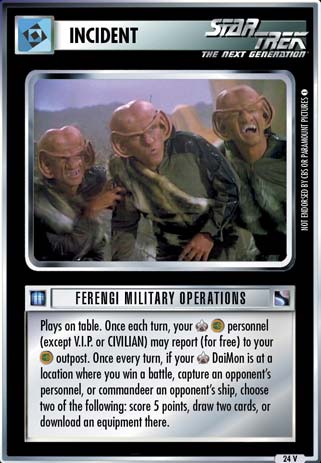 INCIDENT
STAR TREK
THE NEXT GENERATION
NOT ENDORSED BY CBS OR PARAMOUNT PICTURES
FERENGI MILITARY OPERATIONS
Plays on table. Once each turn, your personnel
(except V.I.P. or CIVILIAN) may report (for free) to your
outpost. Once every turn, if your DaiMon is at a
location where you win a battle, capture an opponent's
personnel, or commandeer an opponent's ship, choose
two of the following: score 5 points, draw two cards, or
download an equipment there.
24 V